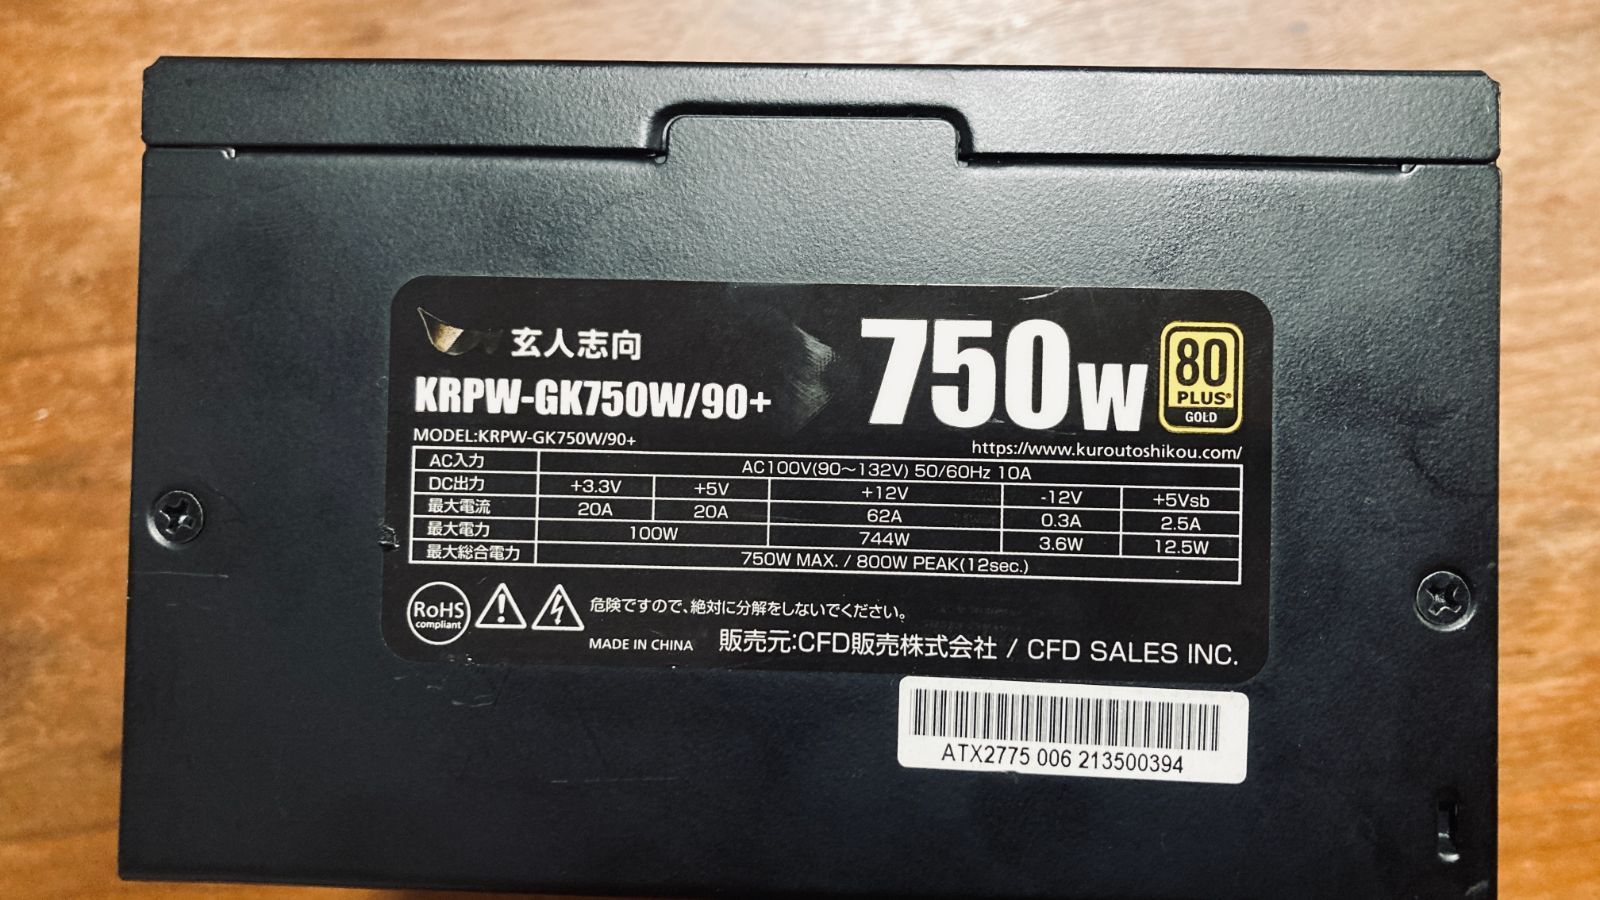 玄人志向
750W
80
PLUS®
GOLD
KRPW-GK750W/90+
MODEL:KRPW-GK750W/90+
https://www.kuroutoshikou.com/
AC入力 AC100V(90～132V) 50/60Hz 10A
DC出力 +3.3V +5V +12V -12V +5Vsb
最大電流 20A 20A 62A 0.3A 2.5A
最大電力 100W 744W 3.6W 12.5W
最大総合電力 750W MAX. / 800W PEAK(12sec.)
RoHS
compliant
危険ですので、絶対に分解をしないでください。
MADE IN CHINA 販売元:CFD販売株式会社 / CFD SALES INC.
ATX2775 006 213500394